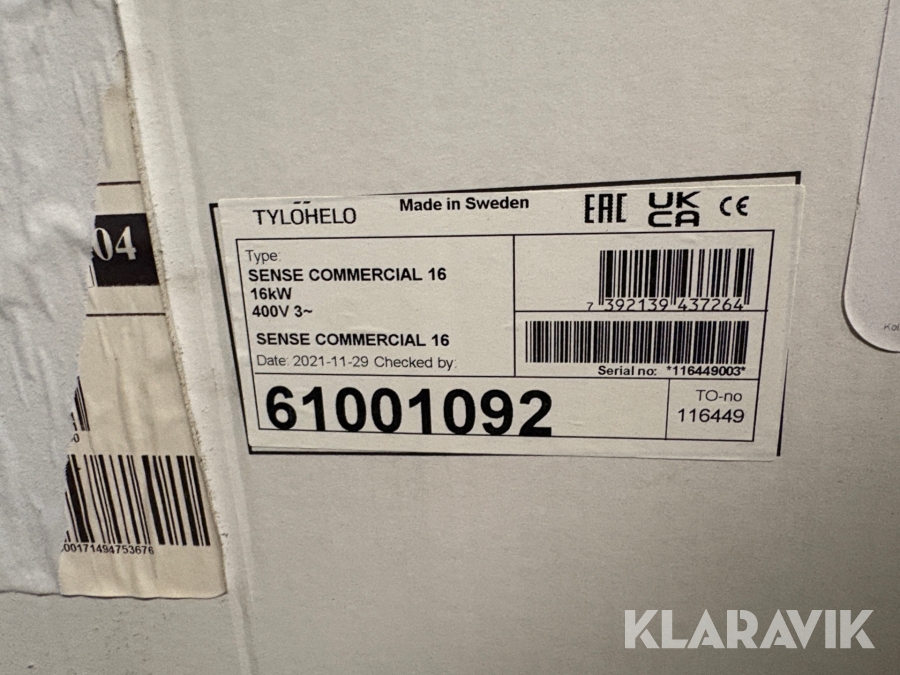 TYLÖHELO
Made in Sweden
EAC UK
CA CE
Type:
SENSE COMMERCIAL 16
16kW
400V 3~
SENSE COMMERCIAL 16
Date: 2021-11-29 Checked by:
7 392139 437264
Serial no: *116449003*
61001092
TO-no
116449
04
00171494753676
KLARAVIK